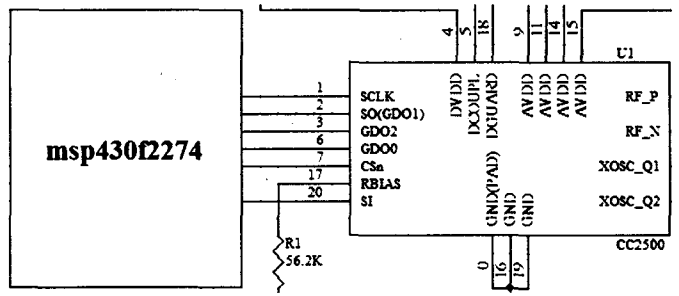 4
5
18
9
11
14
15
U1
msp430f2274
1
2
3
6
7
17
20
SCLK
SO(GDO1)
GDO2
GDO0
CSn
RBIAS
SI
DVDD
DCOUPL
DGUARD
AVDD
AVDD
AVDD
AVDD
RF_P
RF_N
XOSC_Q1
XOSC_Q2
GND(PAD)
GND
GND
R1
56.2K
0
16
19
CC2500